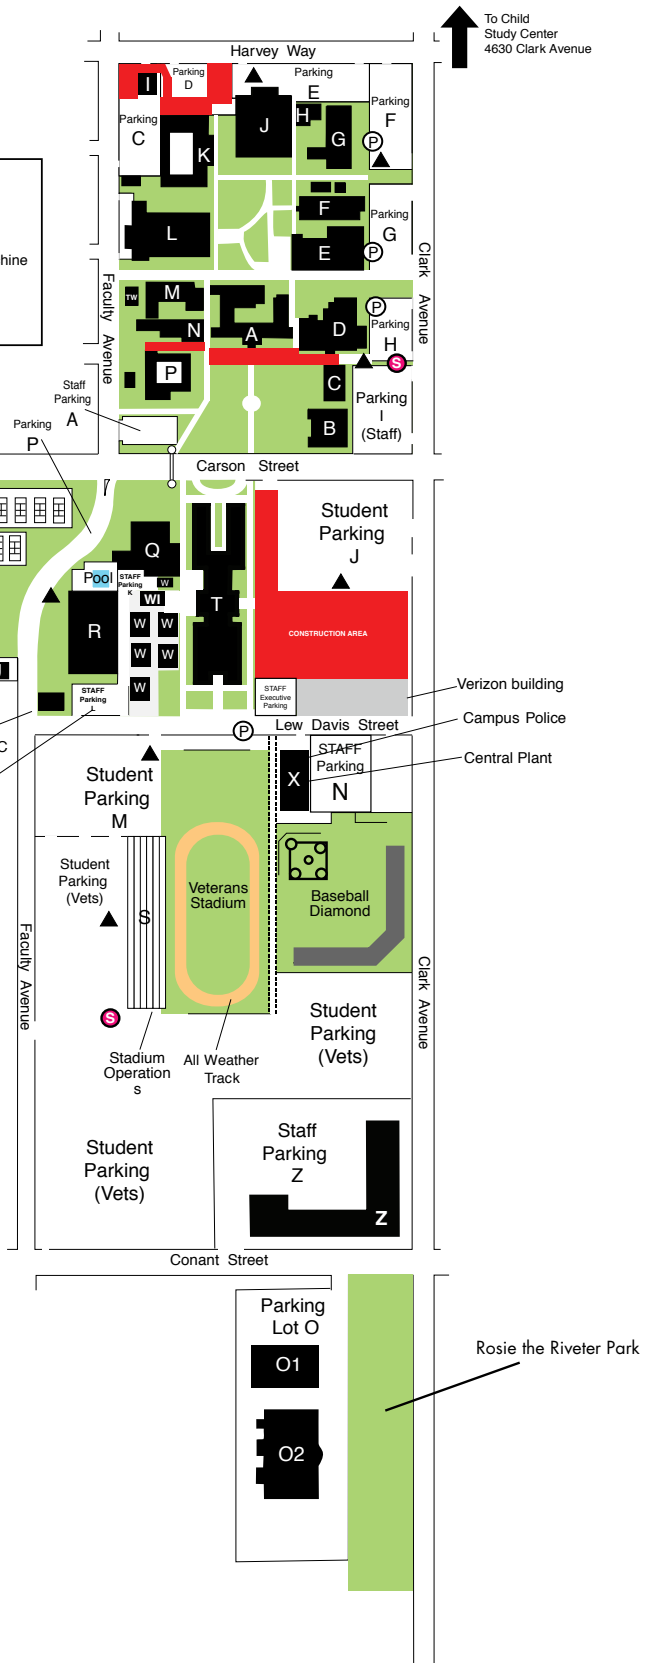 To Child
Study Center
4630 Clark Avenue
Harvey Way
I
Parking
D
Parking
E
Parking
F
Parking
C
J
H
G
K
P
F
Parking
G
L
E
P
hine
Clark Avenue
Faculty Avenue
TW
M
P
N
A
D
Parking
H
S
P
C
Staff
Parking
A
Parking
I
(Staff)
Parking
P
B
Carson Street
Student
Parking
J
Q
Pool
STAFF
Parking
K
W
WI
T
R
W
W
W
W
W
CONSTRUCTION AREA
STAFF
Parking
L
STAFF
Executive
Parking
Verizon building
Lew Davis Street
Campus Police
P
C
STAFF
Parking
N
X
Central Plant
Student
Parking
M
Student
Parking
(Vets)
S
Veterans
Stadium
Baseball
Diamond
Faculty Avenue
Clark Avenue
S
Student
Parking
(Vets)
Stadium
Operation
s
All Weather
Track
Student
Parking
(Vets)
Staff
Parking
Z
Z
Conant Street
Parking
Lot O
O1
Rosie the Riveter Park
O2